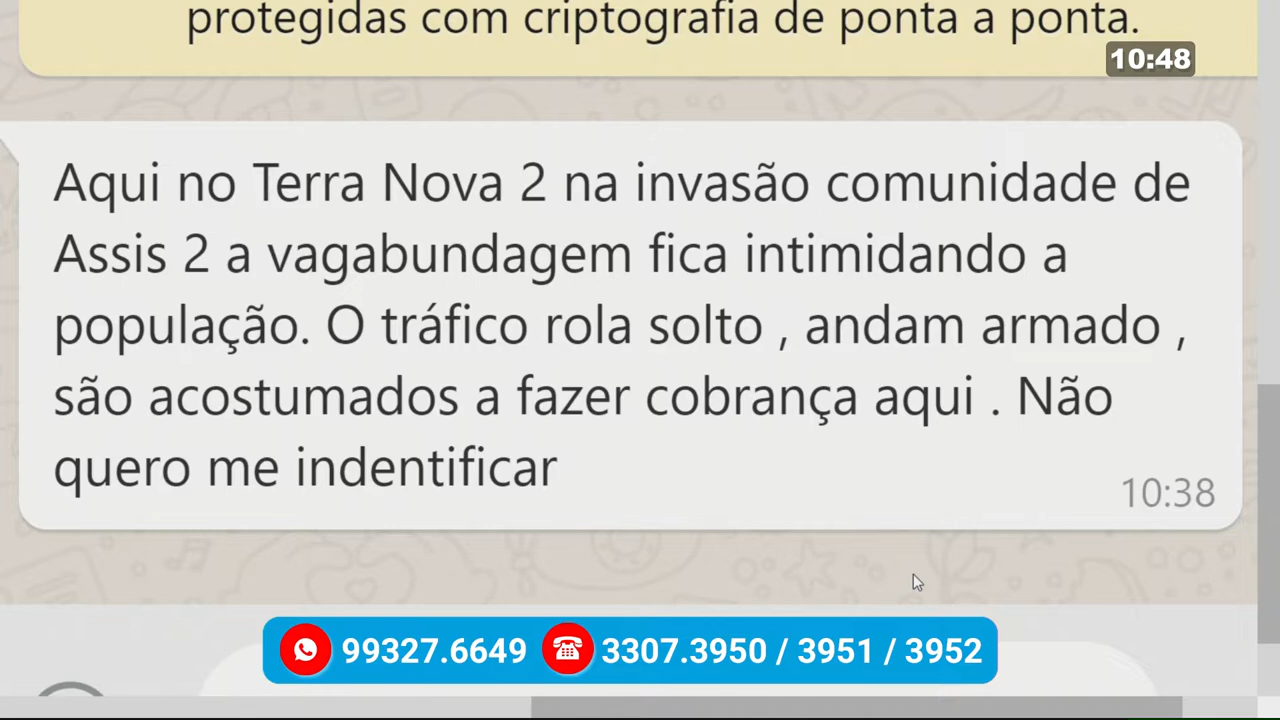 protegidas com criptografia de ponta a ponta.
10:48
Aqui no Terra Nova 2 na invasão comunidade de
Assis 2 a vagabundagem fica intimidando a
população. O tráfico rola solto , andam armado ,
são acostumados a fazer cobrança aqui . Não
quero me indentificar
10:38
99327.6649 3307.3950 / 3951 / 3952